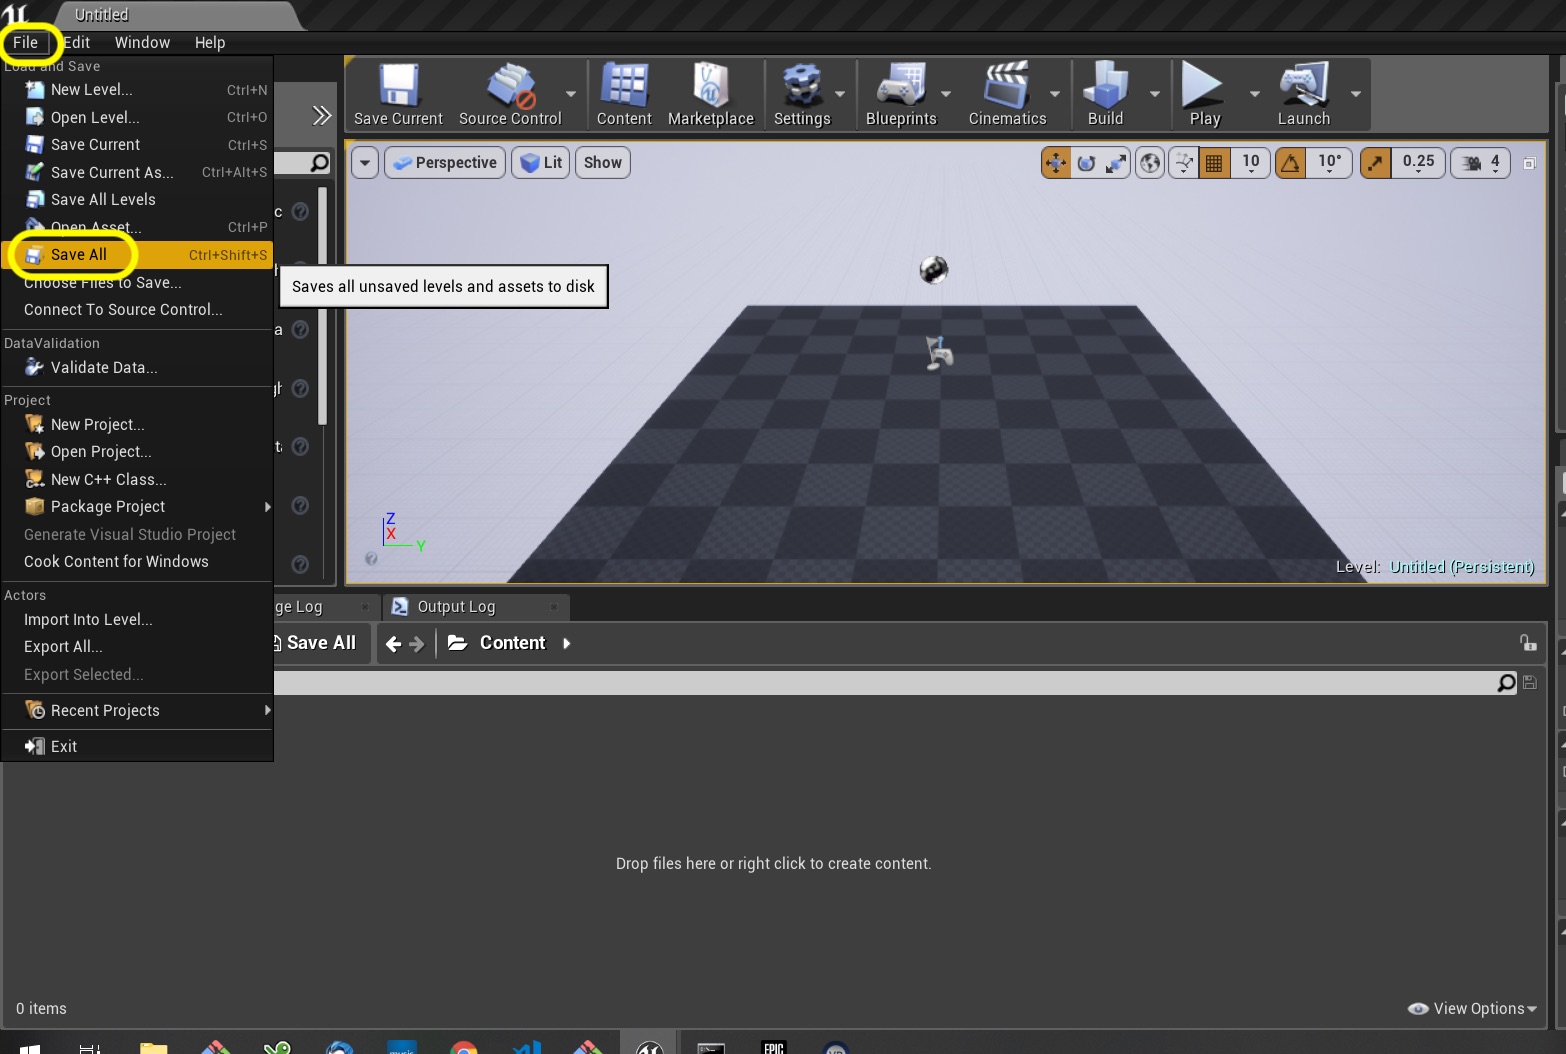 Untitled
File Edit Window Help
Load and Save
New Level... Ctrl+N
Open Level... Ctrl+O
Save Current Ctrl+S
Save Current As... Ctrl+Alt+S
Save All Levels
Open Asset... Ctrl+P
Save All Ctrl+Shift+S
Choose Files to Save...
Connect To Source Control...
DataValidation
Validate Data...
Project
New Project...
Open Project...
New C++ Class...
Package Project
Generate Visual Studio Project
Cook Content for Windows
Actors
Import Into Level...
Export All...
Export Selected...
Recent Projects
Exit
Saves all unsaved levels and assets to disk
Save Current Source Control Content Marketplace Settings Blueprints Cinematics Build Play Launch
Perspective Lit Show 10 10° 0.25 4
Z
X
Y
Level: Untitled (Persistent)
ge Log Output Log
Save All Content
Drop files here or right click to create content.
0 items View Options
music
EPIC